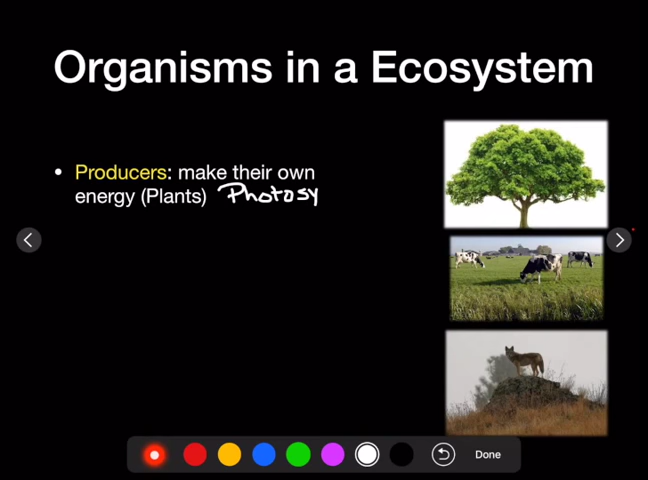 Organisms in a Ecosystem
• Producers: make their own
energy (Plants) Photosy
Done